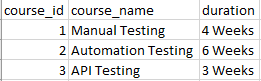 course_id course_name duration
1 Manual Testing 4 Weeks
2 Automation Testing 6 Weeks
3 API Testing 3 Weeks